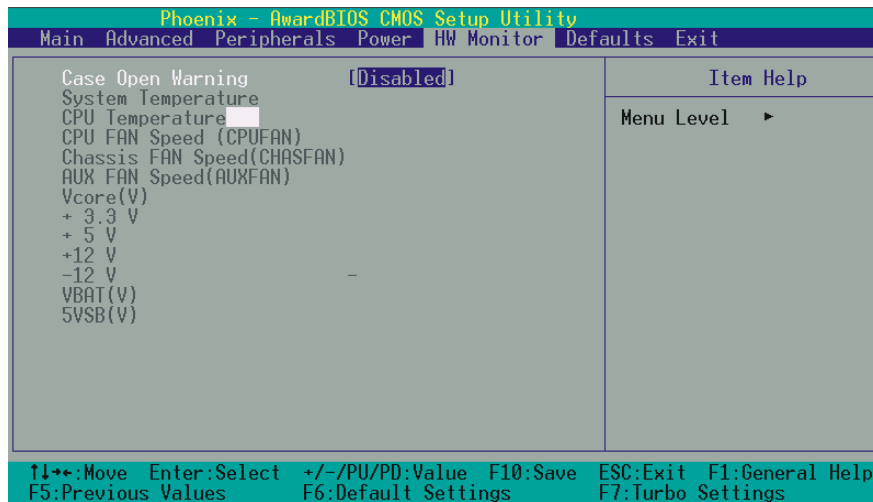 Phoenix - AwardBIOS CMOS Setup Utility
Main Advanced Peripherals Power HW Monitor Defaults Exit
Case Open Warning [Disabled]
System Temperature
CPU Temperature
CPU FAN Speed (CPUFAN)
Chassis FAN Speed(CHASFAN)
AUX FAN Speed(AUXFAN)
Vcore(V)
+ 3.3 V
+ 5 V
+12 V
-12 V -
VBAT(V)
5VSB(V)
Item Help
Menu Level ►
↑↓→←:Move Enter:Select +/-/PU/PD:Value F10:Save ESC:Exit F1:General Help
F5:Previous Values F6:Default Settings F7:Turbo Settings